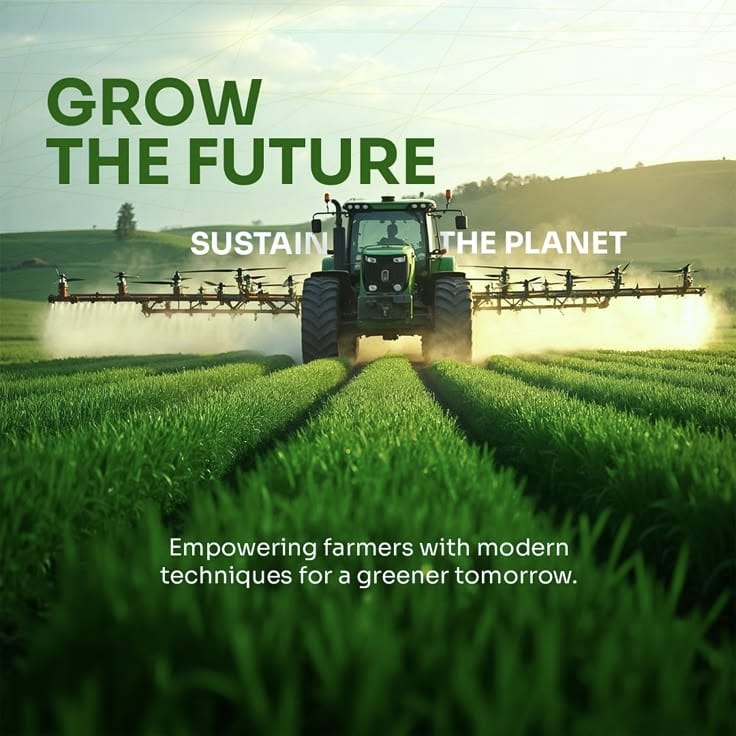 GROW
THE FUTURE
SUSTAIN THE PLANET
Empowering farmers with modern
techniques for a greener tomorrow.